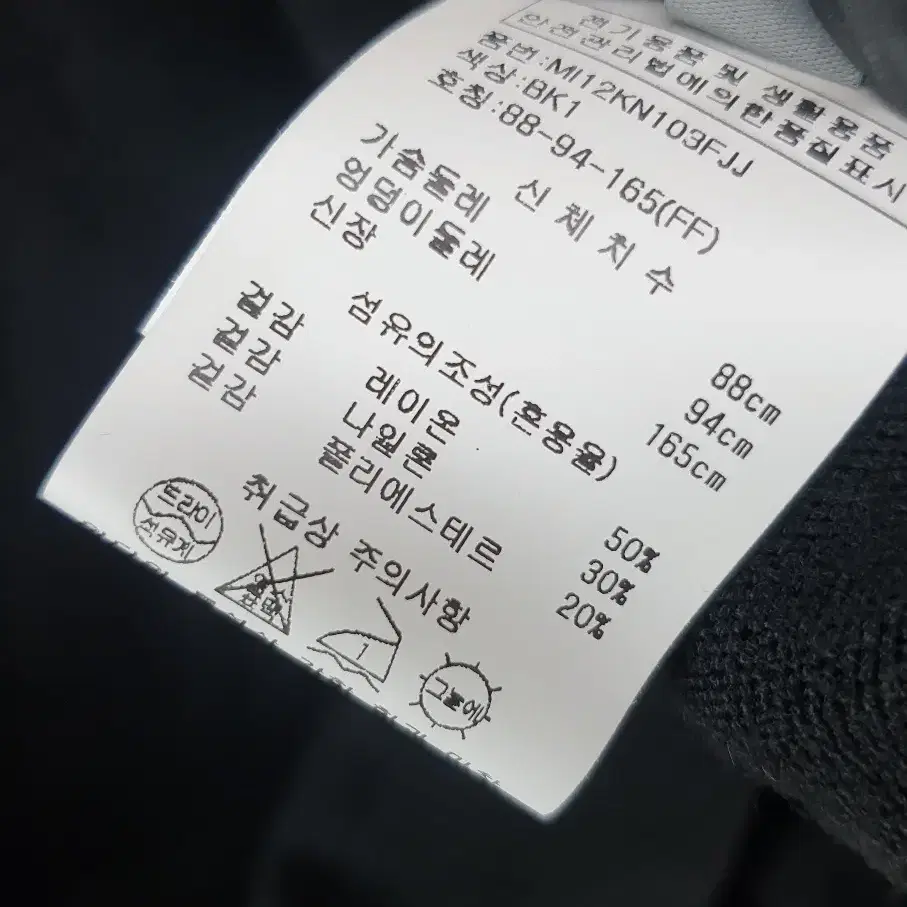 전기용품 및 생활용품
안전관리법에의한품질표시
품번:MI12KN103FJJ
색상:BK1
호칭:88-94-165(FF)
신 체 치 수
가슴둘레 88cm
엉덩이둘레 94cm
신장 165cm
섬유의조성(혼용율)
겉감 레이온 50%
겉감 나일론 30%
겉감 폴리에스테르 20%
취급상 주의사항
드라이
석유계
염소
표백
1
그늘에